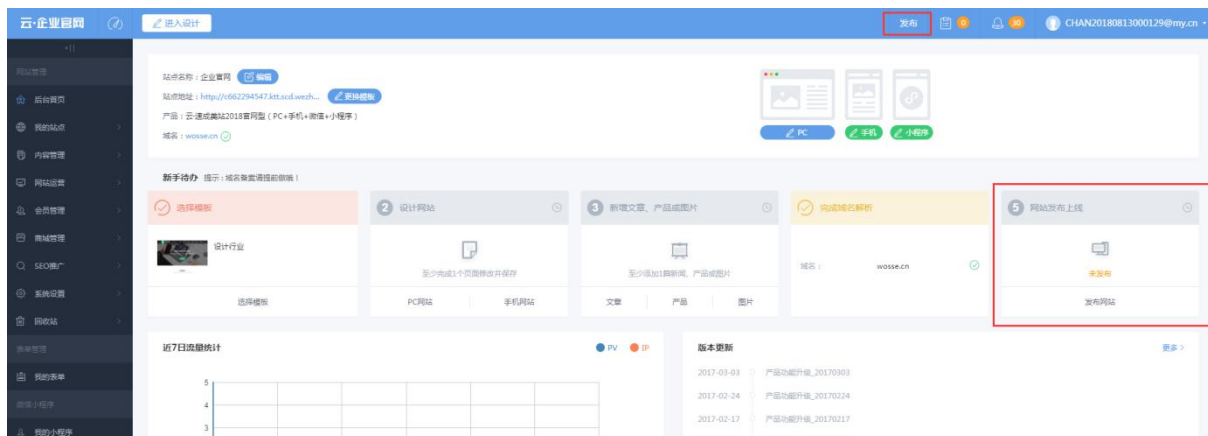 云·企业官网
进入设计
发布
0
30
CHAN20180813000129@my.cn
网站管理
后台首页
我的站点
内容管理
网站运营
会员管理
商城管理
SEO推广
系统设置
回收站
表单管理
我的表单
微信小程序
我的小程序
站点名称：企业官网 编辑
站点地址：http://c662294547.ktt.scd.wezh... 更换模板
产品：云·速成美站2018官网型（PC+手机+微信+小程序）
域名：wosse.cn
PC
手机
小程序
新手待办 提示：域名备案请提前做哦！
选择模板
设计行业
选择模板
2 设计网站
至少完成1个页面修改并保存
PC网站 手机网站
3 新增文章、产品或图片
至少添加1篇新闻、产品或图片
文章 产品 图片
完成域名解析
域名： wosse.cn
5 网站发布上线
未发布
发布网站
近7日流量统计
PV IP
5
4
3
版本更新 更多
2017-03-03 产品功能升级_20170303
2017-02-24 产品功能升级_20170224
2017-02-17 产品功能升级_20170217